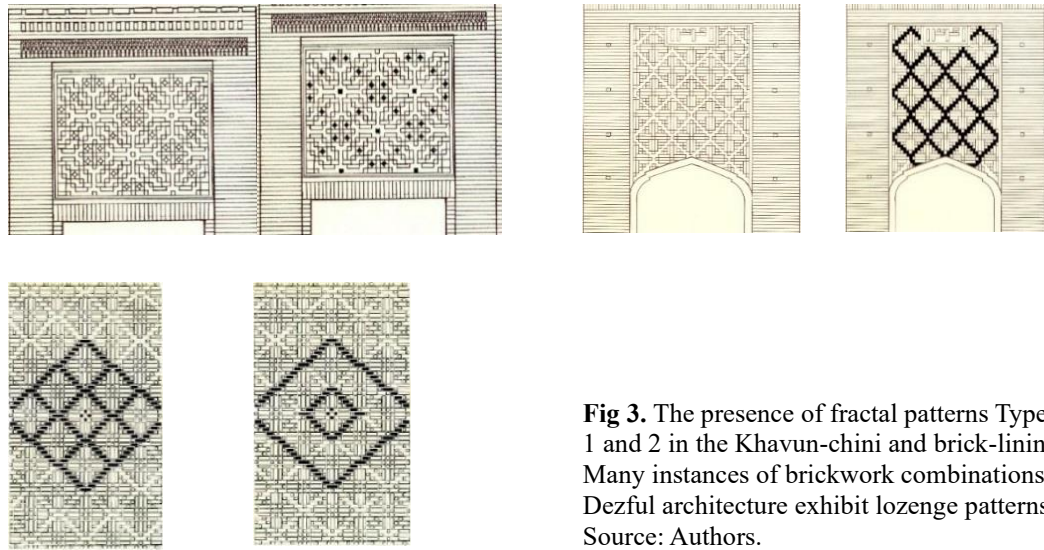 Fig 3. The presence of fractal patterns Type
1 and 2 in the Khavun-chini and brick-linin
Many instances of brickwork combinations
Dezful architecture exhibit lozenge patterns
Source: Authors.